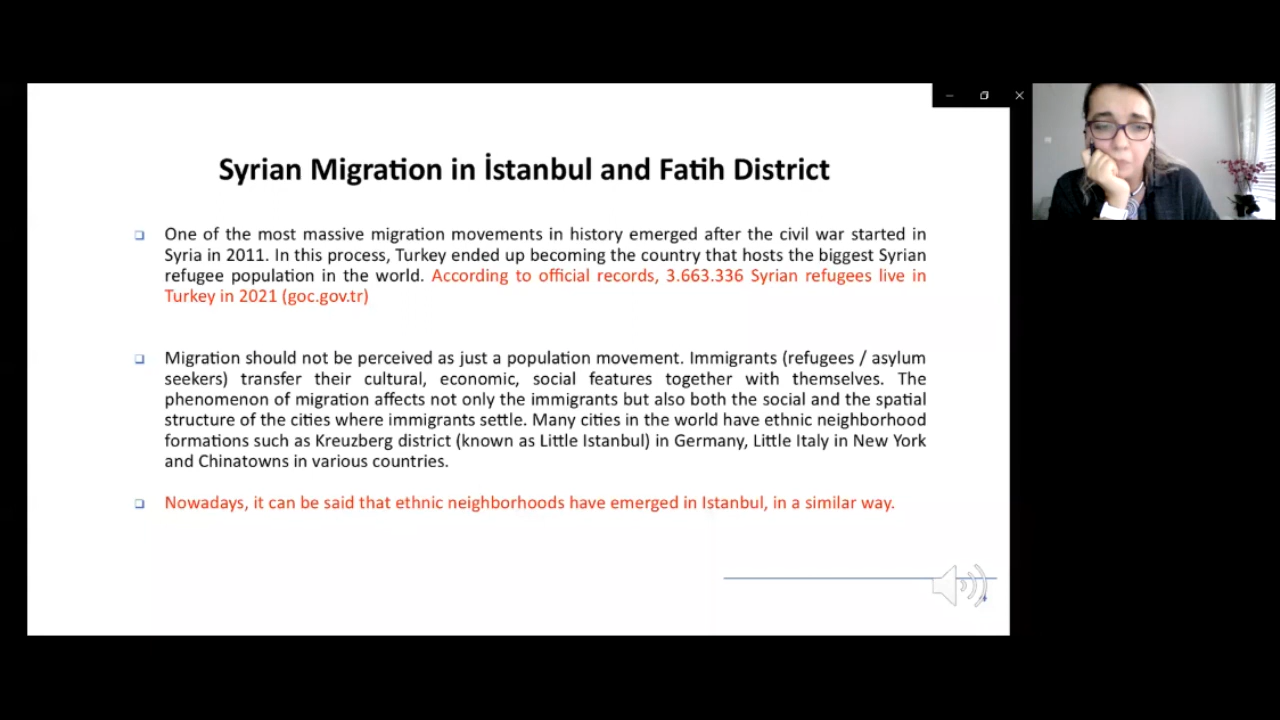 Syrian Migration in İstanbul and Fatih District
One of the most massive migration movements in history emerged after the civil war started in
Syria in 2011. In this process, Turkey ended up becoming the country that hosts the biggest Syrian
refugee population in the world. According to official records, 3.663.336 Syrian refugees live in
Turkey in 2021 (goc.gov.tr)
Migration should not be perceived as just a population movement. Immigrants (refugees / asylum
seekers) transfer their cultural, economic, social features together with themselves. The
phenomenon of migration affects not only the immigrants but also both the social and the spatial
structure of the cities where immigrants settle. Many cities in the world have ethnic neighborhood
formations such as Kreuzberg district (known as Little Istanbul) in Germany, Little Italy in New York
and Chinatowns in various countries.
Nowadays, it can be said that ethnic neighborhoods have emerged in Istanbul, in a similar way.